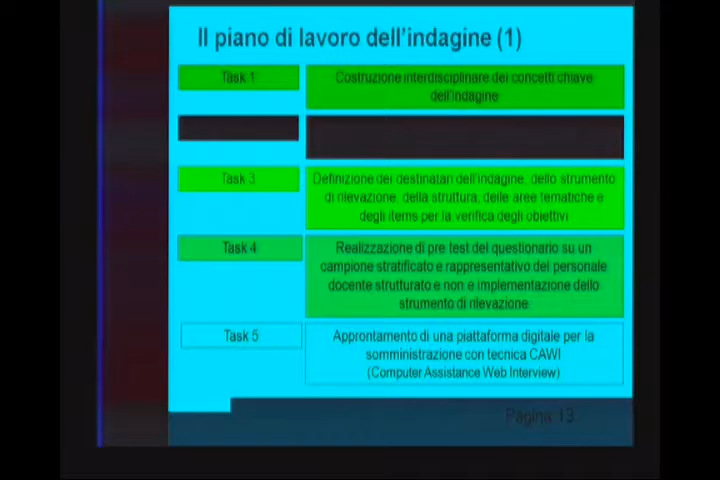 Il piano di lavoro dell'indagine (1)
Task 1
Costruzione interdisciplinare dei concetti chiave
dell'indagine
Task 3
Definizione dei destinatari dell'indagine, dello strumento
di rilevazione, della struttura, delle aree tematiche e
degli items per la verifica degli obiettivi
Task 4
Realizzazione di pre test del questionario su un
campione stratificato e rappresentativo del personale
docente strutturato e non e implementazione dello
strumento di rilevazione
Task 5
Approntamento di una piattaforma digitale per la
somministrazione con tecnica CAWI
(Computer Assistance Web Interview)
Pagina 13